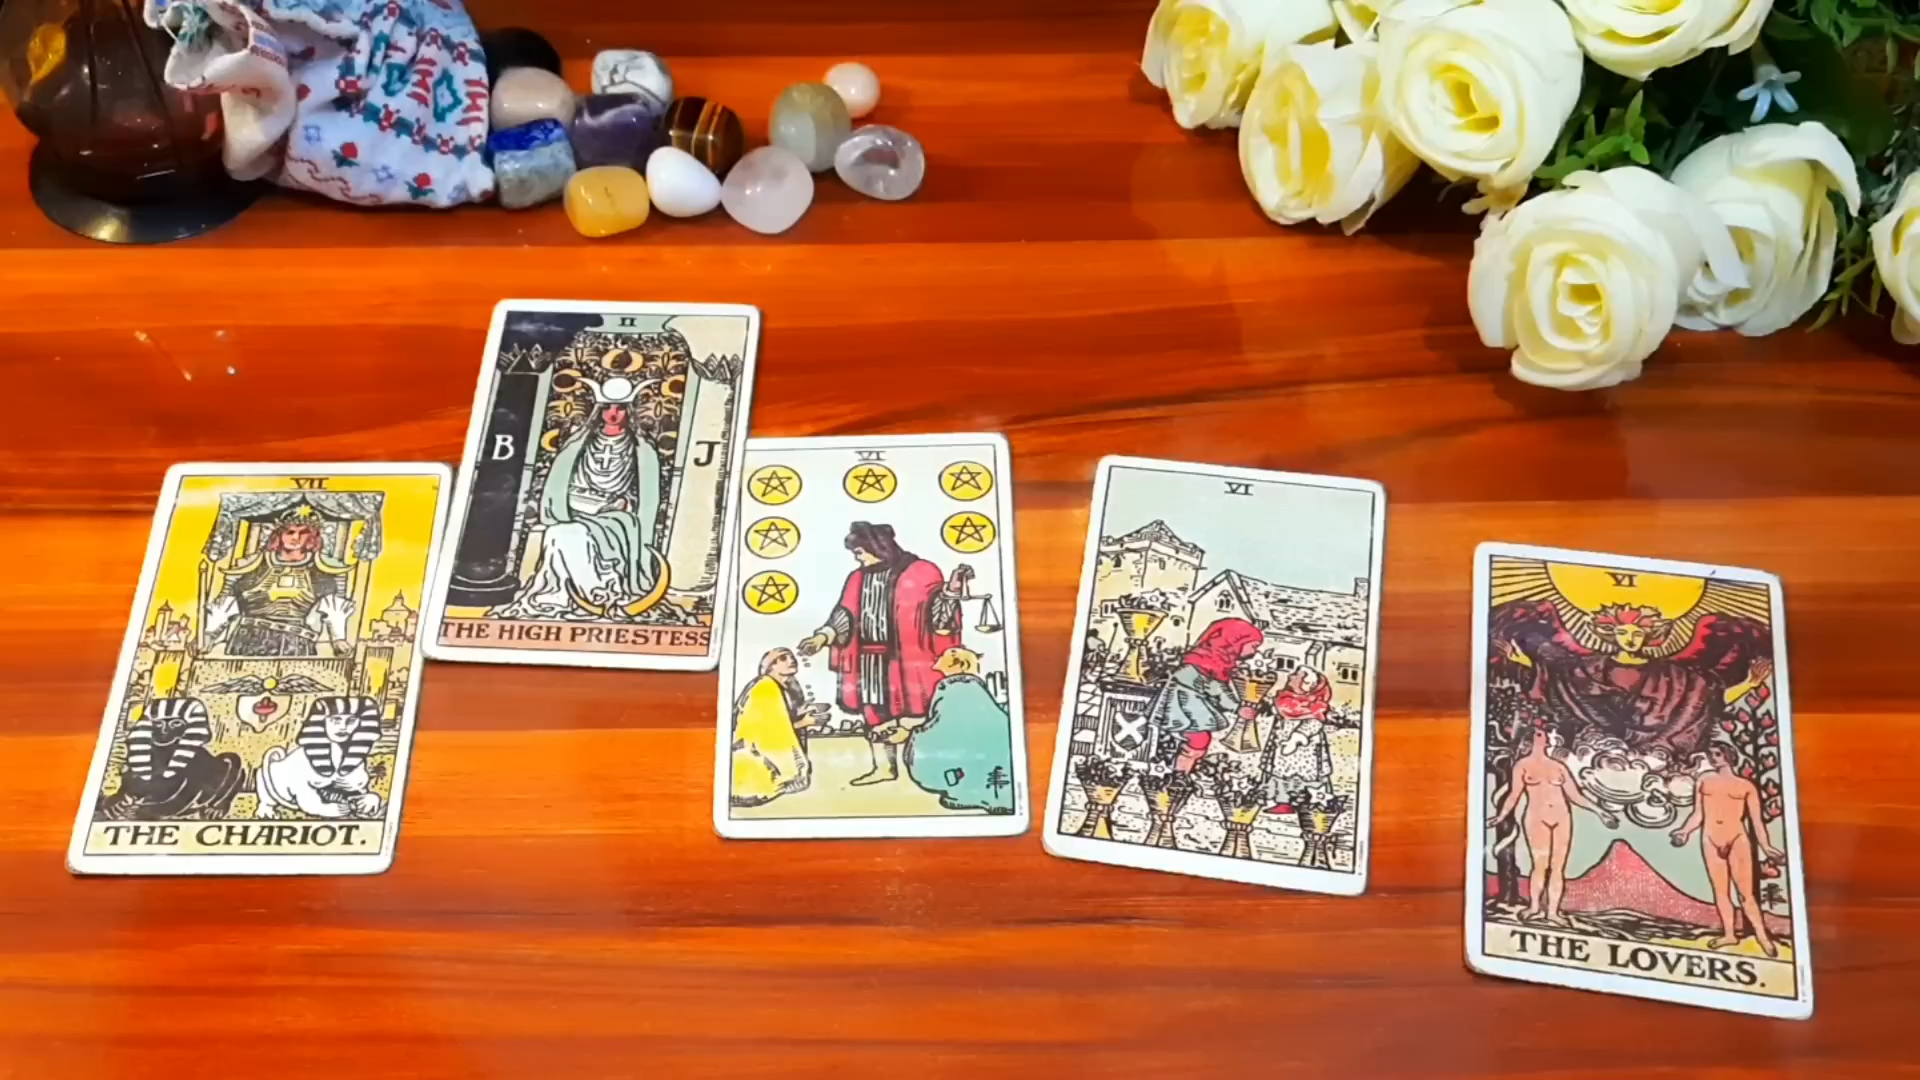 VII
THE CHARIOT.
II
B
J
THE HIGH PRIESTESS
VI
VI
VI
THE LOVERS.